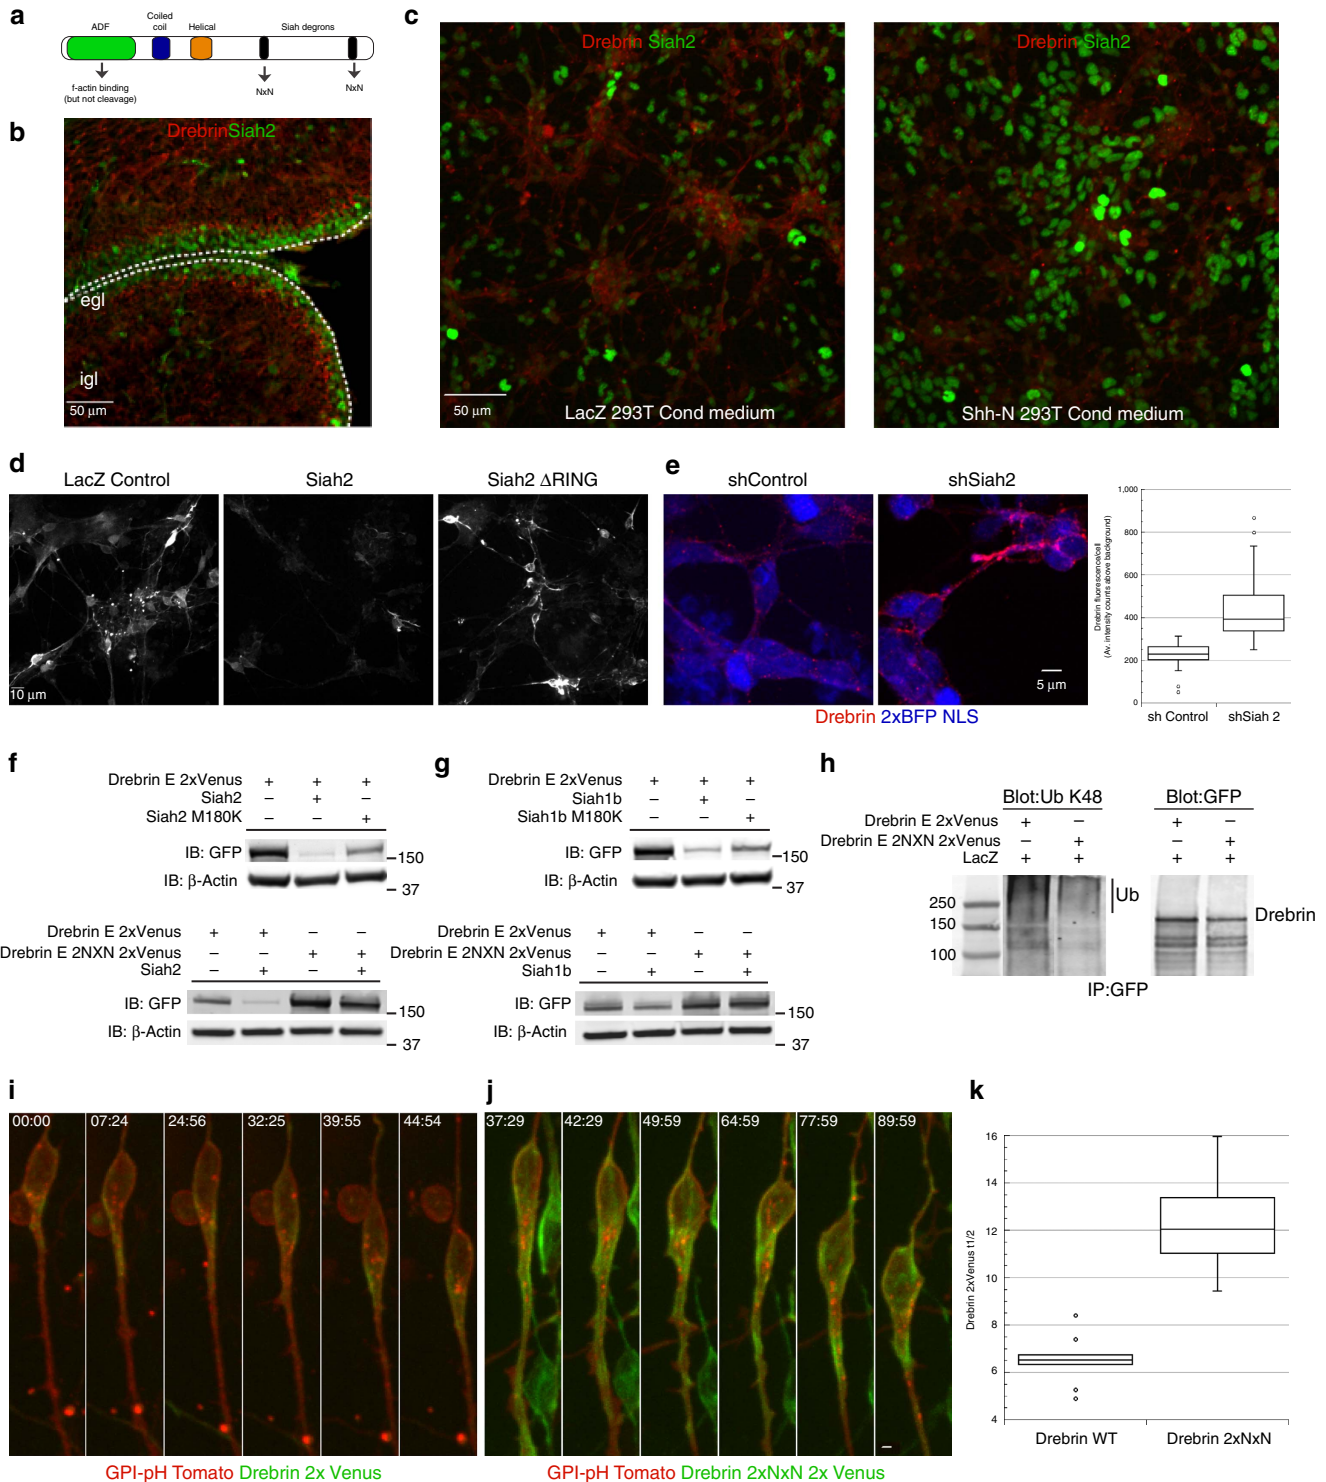 a
ADF
Coiled
coil
Helical
Siah degrons
f-actin binding
(but not cleavage)
NxN
NxN
b
DrebrinSiah2
egl
igl
50 μm
c
Drebrin Siah2
50 μm
LacZ 293T Cond medium
Drebrin Siah2
Shh-N 293T Cond medium
d
LacZ Control
Siah2
Siah2 ΔRING
10 μm
e
shControl
shSiah2
5 μm
Drebrin 2xBFP NLS
Drebrin fluorescence/cell
(Av. intensity counts above background)
1,000
800
600
400
200
0
sh Control
shSiah 2
f
Drebrin E 2xVenus + + +
Siah2 – + –
Siah2 M180K – – +
IB: GFP
150
IB: β-Actin
37
Drebrin E 2xVenus + + – –
Drebrin E 2NXN 2xVenus – – + +
Siah2 – + – +
IB: GFP
150
IB: β-Actin
37
g
Drebrin E 2xVenus + + +
Siah1b – + –
Siah1b M180K – – +
IB: GFP
150
IB: β-Actin
37
Drebrin E 2xVenus + + – –
Drebrin E 2NXN 2xVenus – – + +
Siah1b – + – +
IB: GFP
150
IB: β-Actin
37
h
Blot:Ub K48
Blot:GFP
Drebrin E 2xVenus + – + –
Drebrin E 2NXN 2xVenus – + – +
LacZ + + + +
250
150
100
Ub
Drebrin
IP:GFP
i
00:00
07:24
24:56
32:25
39:55
44:54
GPI-pH Tomato Drebrin 2x Venus
j
37:29
42:29
49:59
64:59
77:59
89:59
GPI-pH Tomato Drebrin 2xNxN 2x Venus
k
Drebrin 2xVenus t1/2
16
14
12
10
8
6
4
Drebrin WT
Drebrin 2xNxN